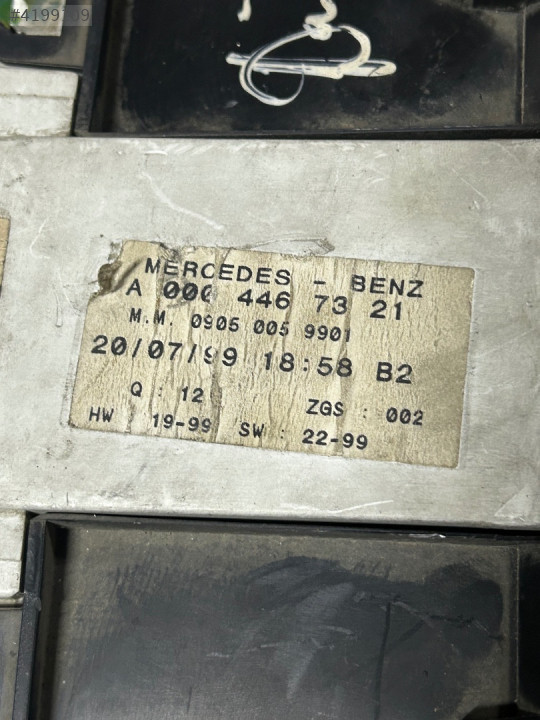 #4199709
MERCEDES - BENZ
A 000 446 73 21
M.M. 0905 005 9901
20/07/99 18:58 B2
Q : 12
ZGS : 002
HW 19-99 SW : 22-99